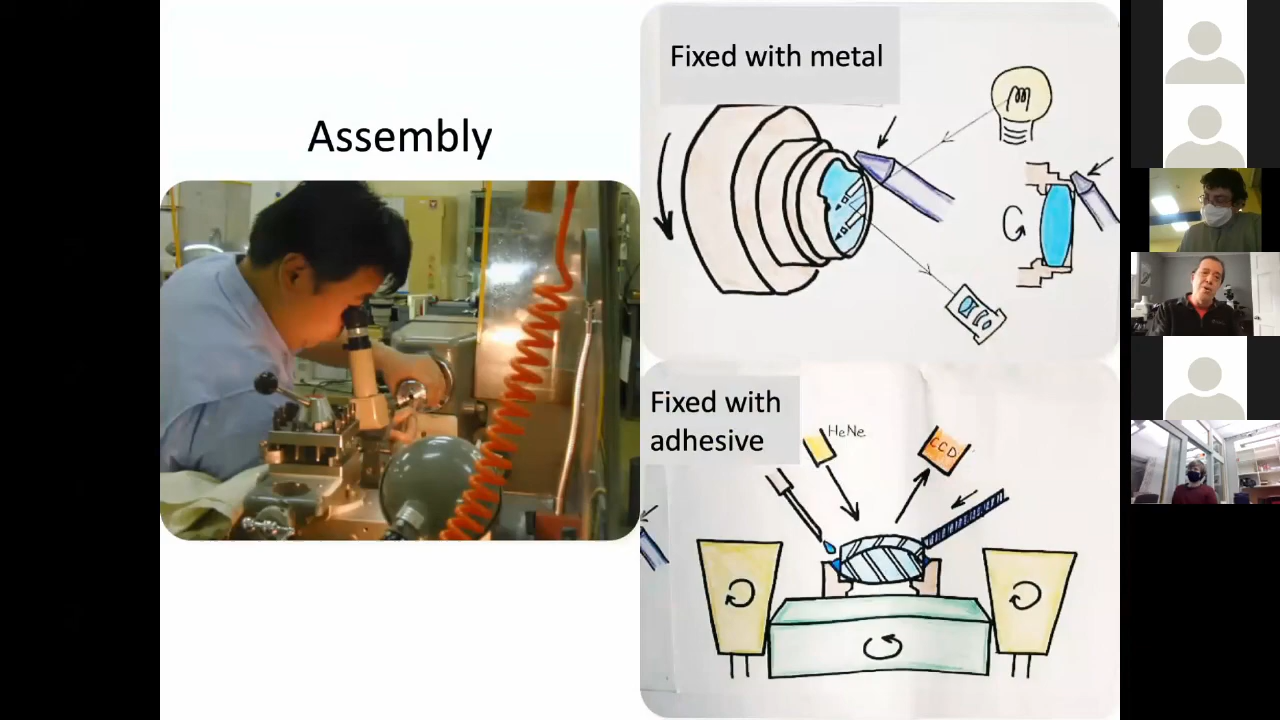 Assembly
Fixed with metal
Fixed with
adhesive
HeNe
CCD